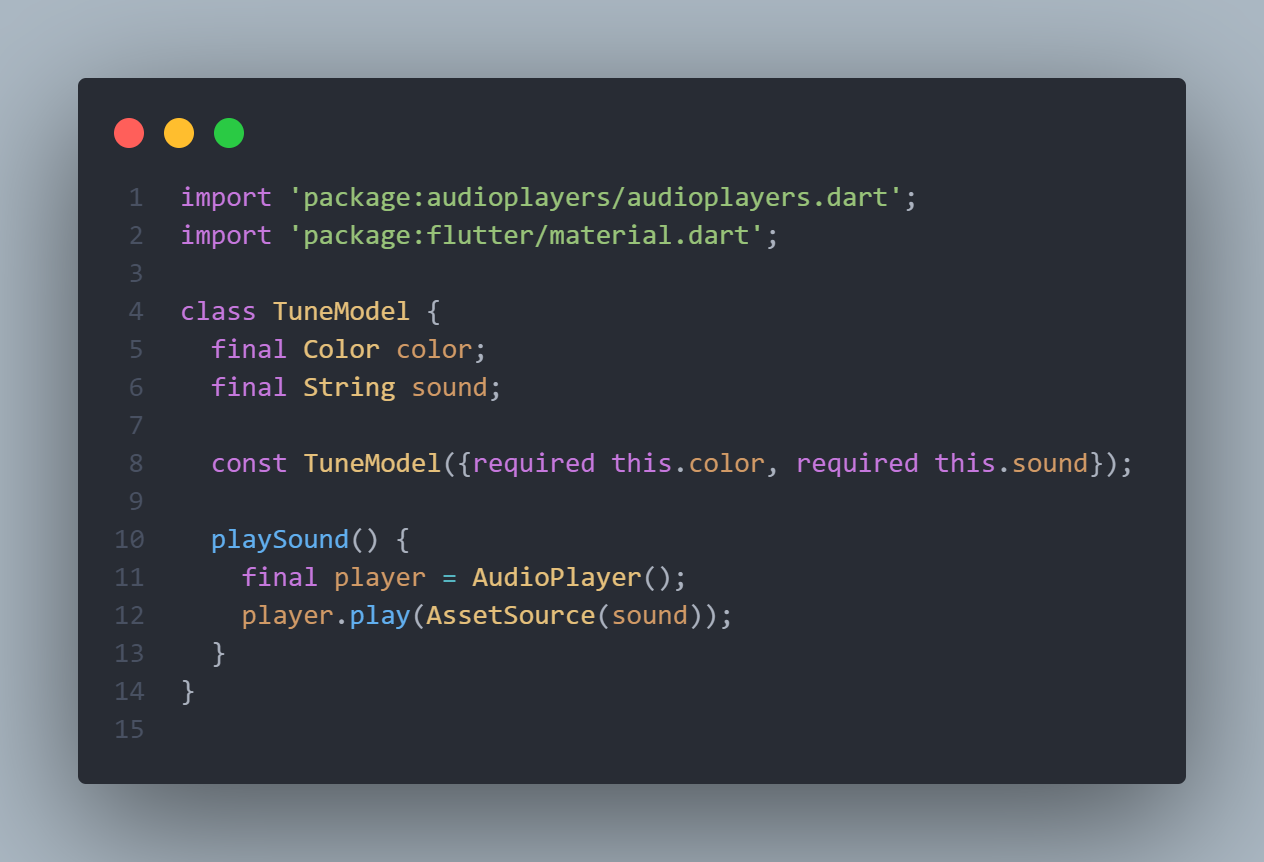 1 import 'package:audioplayers/audioplayers.dart';
2 import 'package:flutter/material.dart';
3
4 class TuneModel {
5   final Color color;
6   final String sound;
7
8   const TuneModel({required this.color, required this.sound});
9
10   playSound() {
11     final player = AudioPlayer();
12     player.play(AssetSource(sound));
13   }
14 }
15